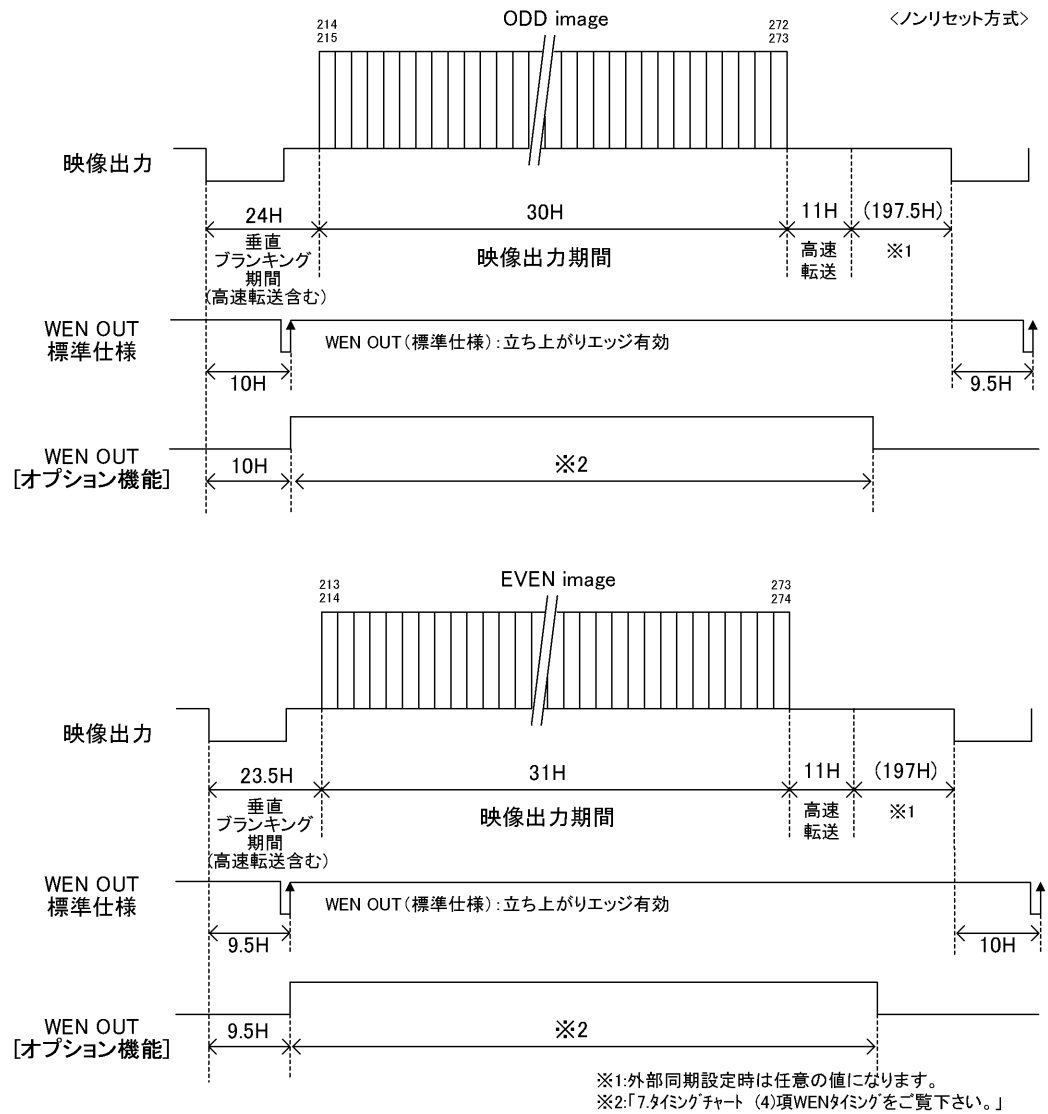 ODD image
<ノンリセット方式>
214
215
272
273
映像出力
24H
30H
11H
(197.5H)
垂直
ブランキング
期間
(高速転送含む)
映像出力期間
高速
転送
※1
WEN OUT
標準仕様
WEN OUT(標準仕様):立ち上がりエッジ有効
10H
9.5H
WEN OUT
[オプション機能]
10H
※2
EVEN image
213
214
273
274
映像出力
23.5H
31H
11H
(197H)
垂直
ブランキング
期間
(高速転送含む)
映像出力期間
高速
転送
※1
WEN OUT
標準仕様
WEN OUT(標準仕様):立ち上がりエッジ有効
9.5H
10H
WEN OUT
[オプション機能]
9.5H
※2
※1:外部同期設定時は任意の値になります。
※2:「7.タイミングチャート (4)項WENタイミングをご覧下さい。」